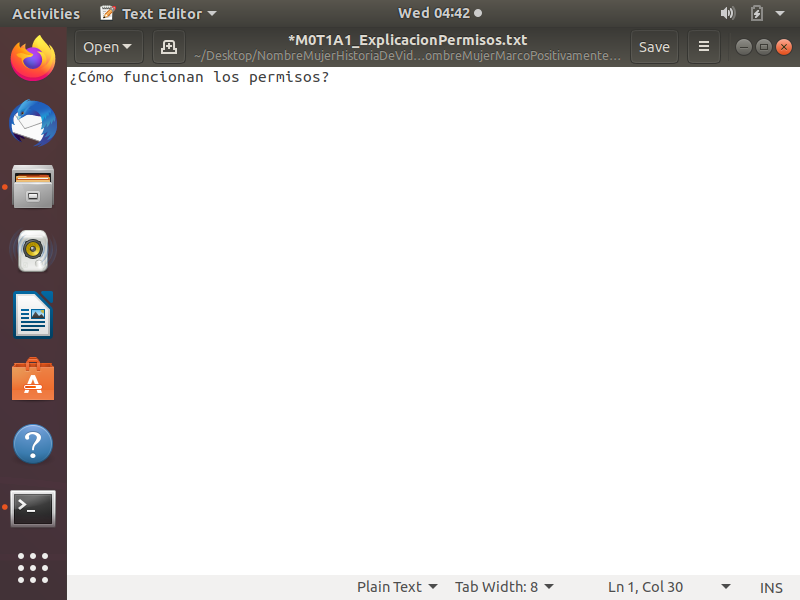 Activities Text Editor Wed 04:42
Open *M0T1A1_ExplicacionPermisos.txt Save
~/Desktop/NombreMujerHistoriaDeVid…ombreMujerMarcoPositivamente…
¿Cómo funcionan los permisos?
Plain Text Tab Width: 8 Ln 1, Col 30 INS